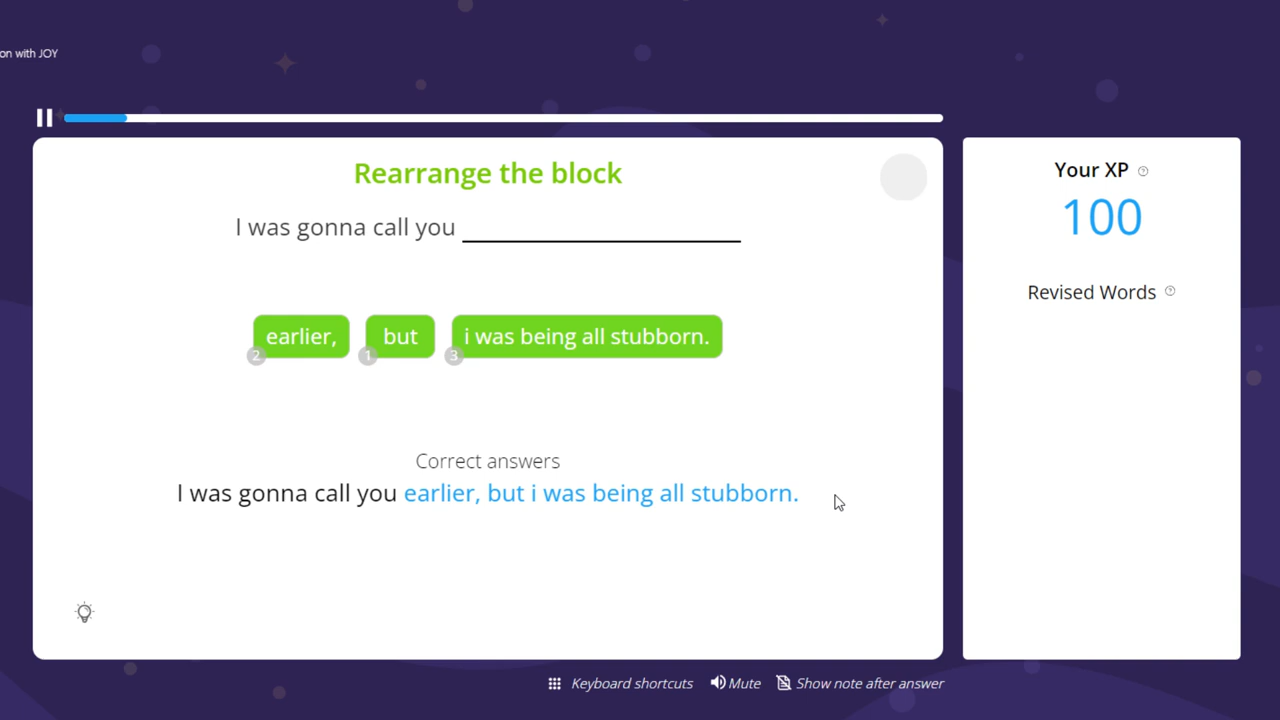 on with JOY
Rearrange the block
I was gonna call you
earlier, but i was being all stubborn.
2 1 3
Correct answers
I was gonna call you earlier, but i was being all stubborn.
Your XP ?
100
Revised Words ?
Keyboard shortcuts Mute Show note after answer